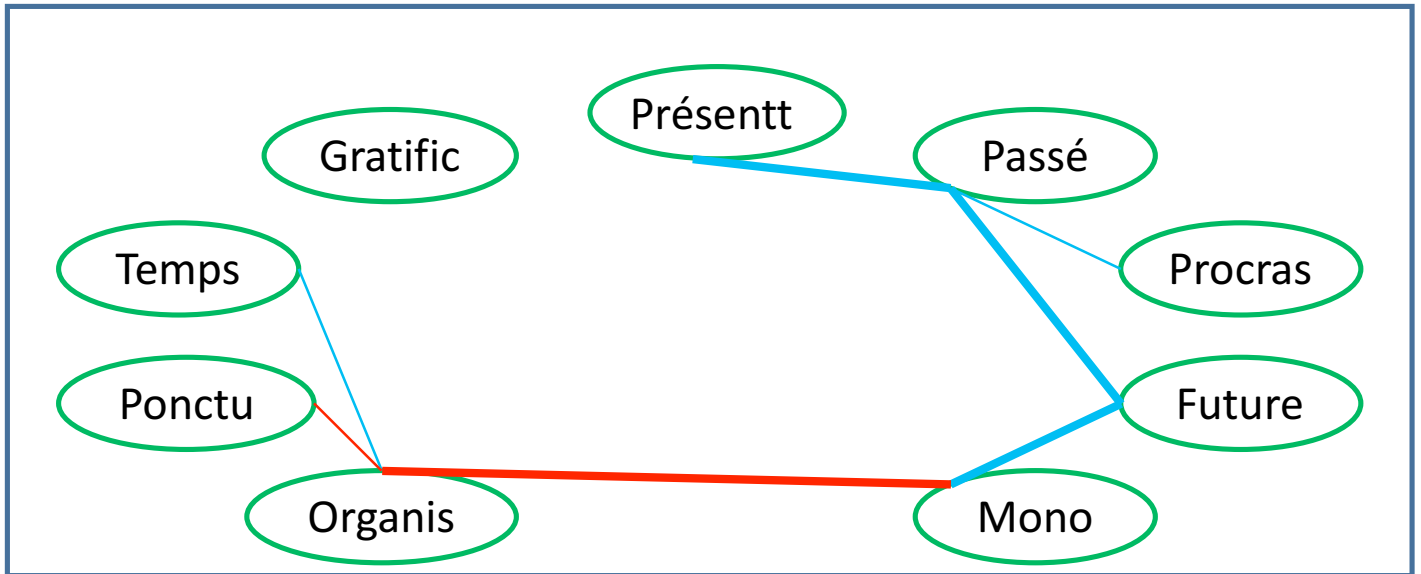 Présentt
Gratific
Passé
Temps
Procras
Ponctu
Future
Organis
Mono